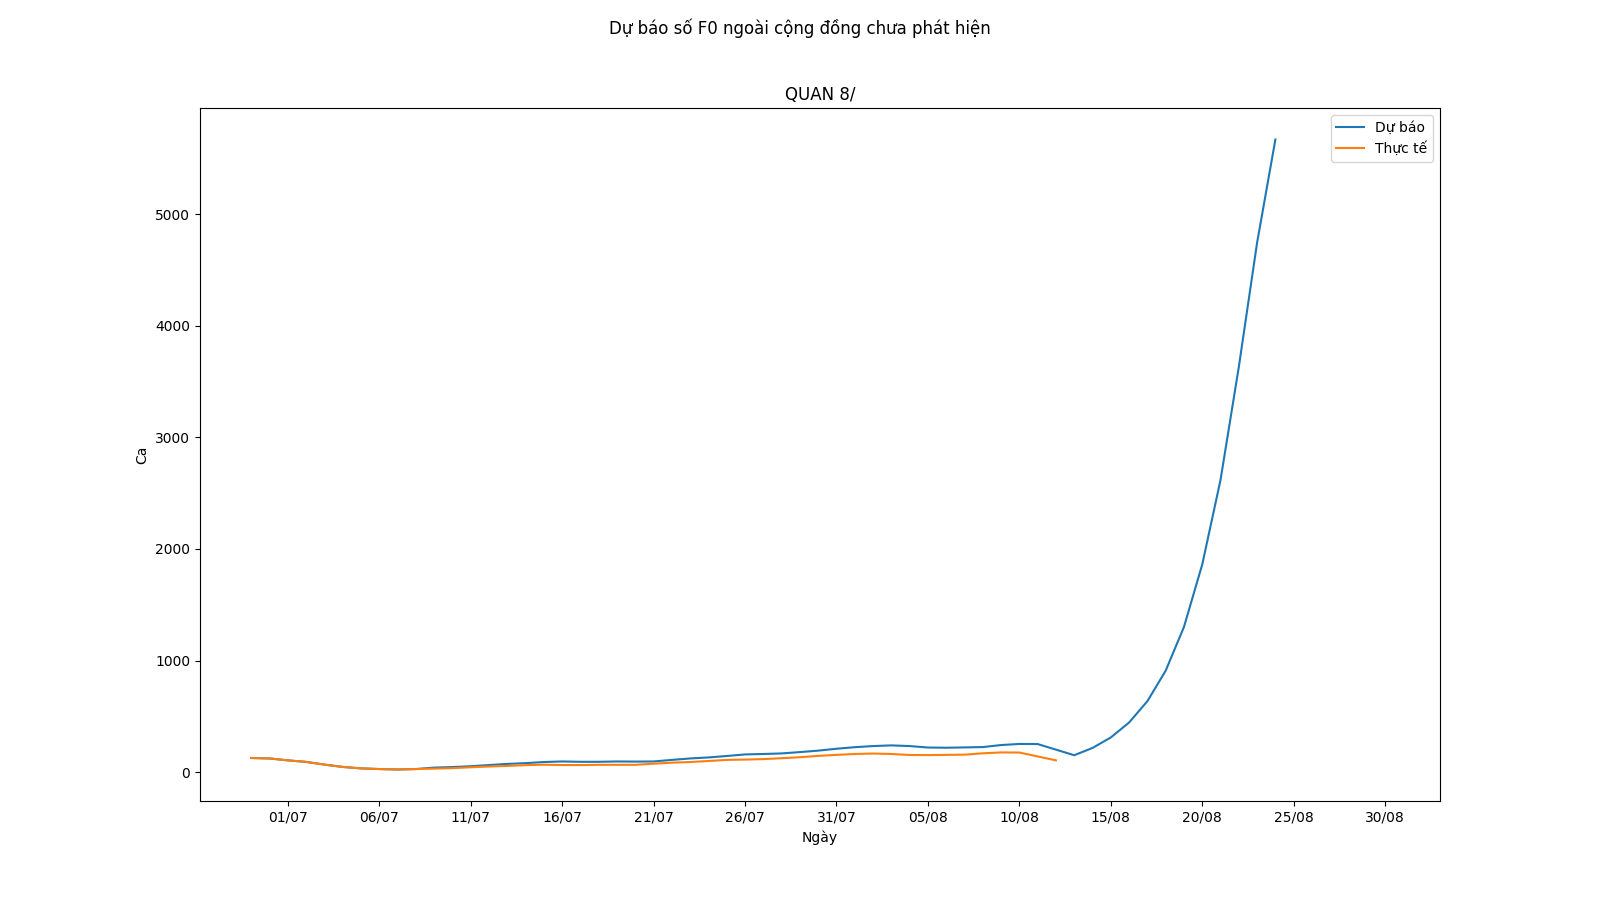 Dự báo số F0 ngoài cộng đồng chưa phát hiện
QUAN 8/
Dự báo
Thực tế
5000
4000
3000
2000
1000
0
Ca
01/07 06/07 11/07 16/07 21/07 26/07 31/07 05/08 10/08 15/08 20/08 25/08 30/08
Ngày